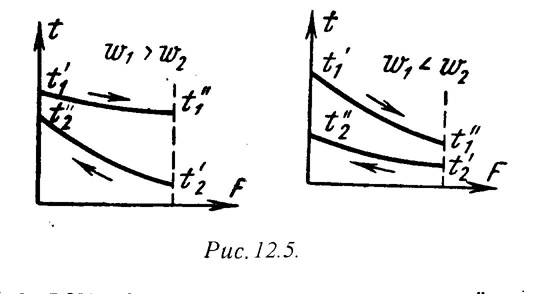 t
w₁ > w₂
t₁'
t₁"
t₂"
t₂'
F
t
w₁ < w₂
t₁'
t₂"
t₁"
t₂'
F
Рис. 12.5.